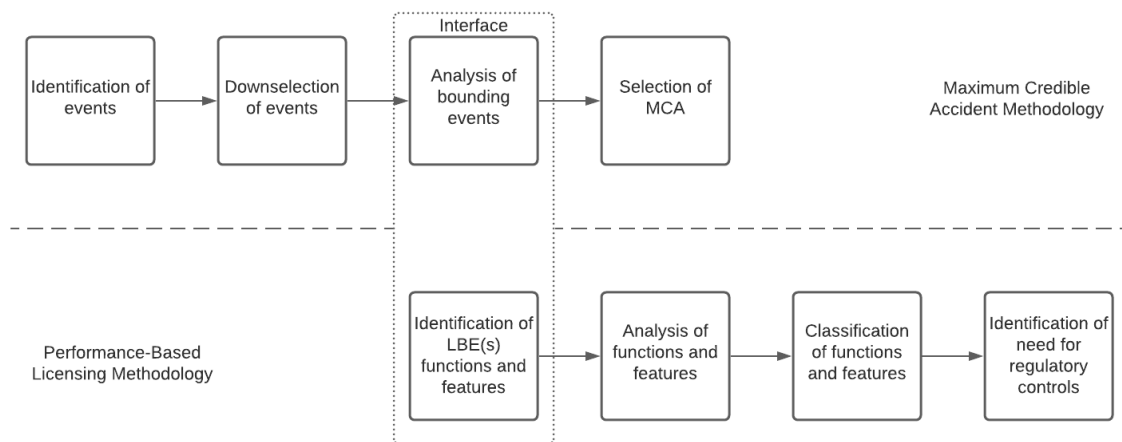 Interface
Identification of
events
Downselection
of events
Analysis of
bounding
events
Selection of
MCA
Maximum Credible
Accident Methodology
Performance-Based
Licensing Methodology
Identification of
LBE(s)
functions and
features
Analysis of
functions and
features
Classification
of functions
and features
Identification of
need for
regulatory
controls